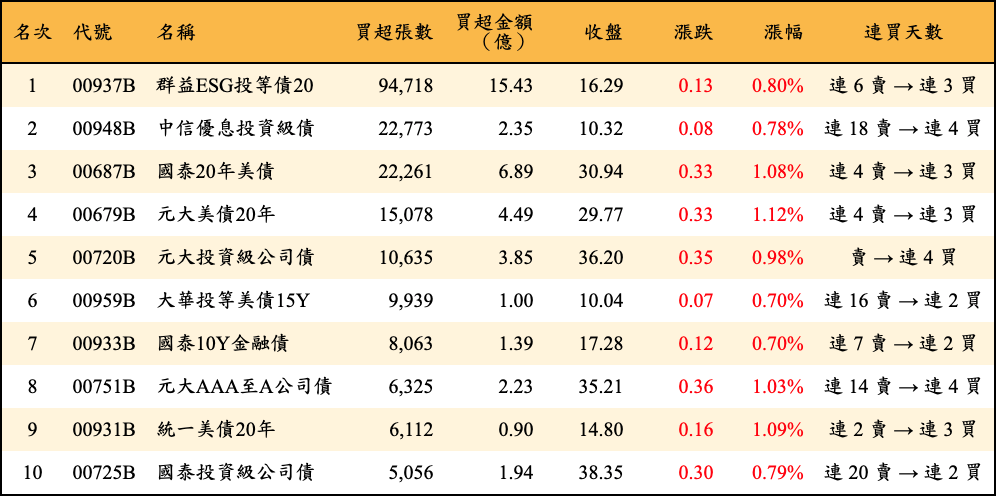 名次 代號 名稱 買超張數 買超金額（億） 收盤 漲跌 漲幅 連買天數
1 00937B 群益ESG投等債20 94,718 15.43 16.29 0.13 0.80% 連 6 賣 → 連 3 買
2 00948B 中信優息投資級債 22,773 2.35 10.32 0.08 0.78% 連 18 賣 → 連 4 買
3 00687B 國泰20年美債 22,261 6.89 30.94 0.33 1.08% 連 4 賣 → 連 3 買
4 00679B 元大美債20年 15,078 4.49 29.77 0.33 1.12% 連 4 賣 → 連 3 買
5 00720B 元大投資級公司債 10,635 3.85 36.20 0.35 0.98% 賣 → 連 4 買
6 00959B 大華投等美債15Y 9,939 1.00 10.04 0.07 0.70% 連 16 賣 → 連 2 買
7 00933B 國泰10Y金融債 8,063 1.39 17.28 0.12 0.70% 連 7 賣 → 連 2 買
8 00751B 元大AAA至A公司債 6,325 2.23 35.21 0.36 1.03% 連 14 賣 → 連 4 買
9 00931B 統一美債20年 6,112 0.90 14.80 0.16 1.09% 連 2 賣 → 連 3 買
10 00725B 國泰投資級公司債 5,056 1.94 38.35 0.30 0.79% 連 20 賣 → 連 2 買